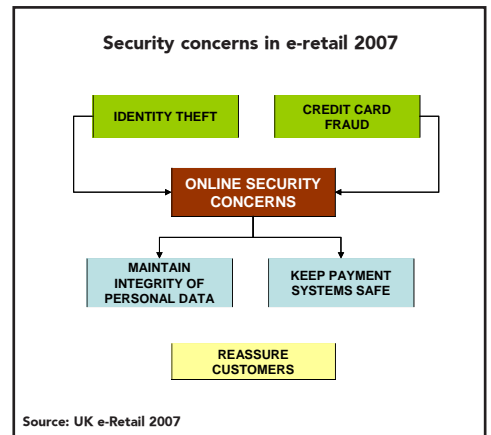 Security concerns in e-retail 2007
IDENTITY THEFT
CREDIT CARD
FRAUD
ONLINE SECURITY
CONCERNS
MAINTAIN
INTEGRITY OF
PERSONAL DATA
KEEP PAYMENT
SYSTEMS SAFE
REASSURE
CUSTOMERS
Source: UK e-Retail 2007